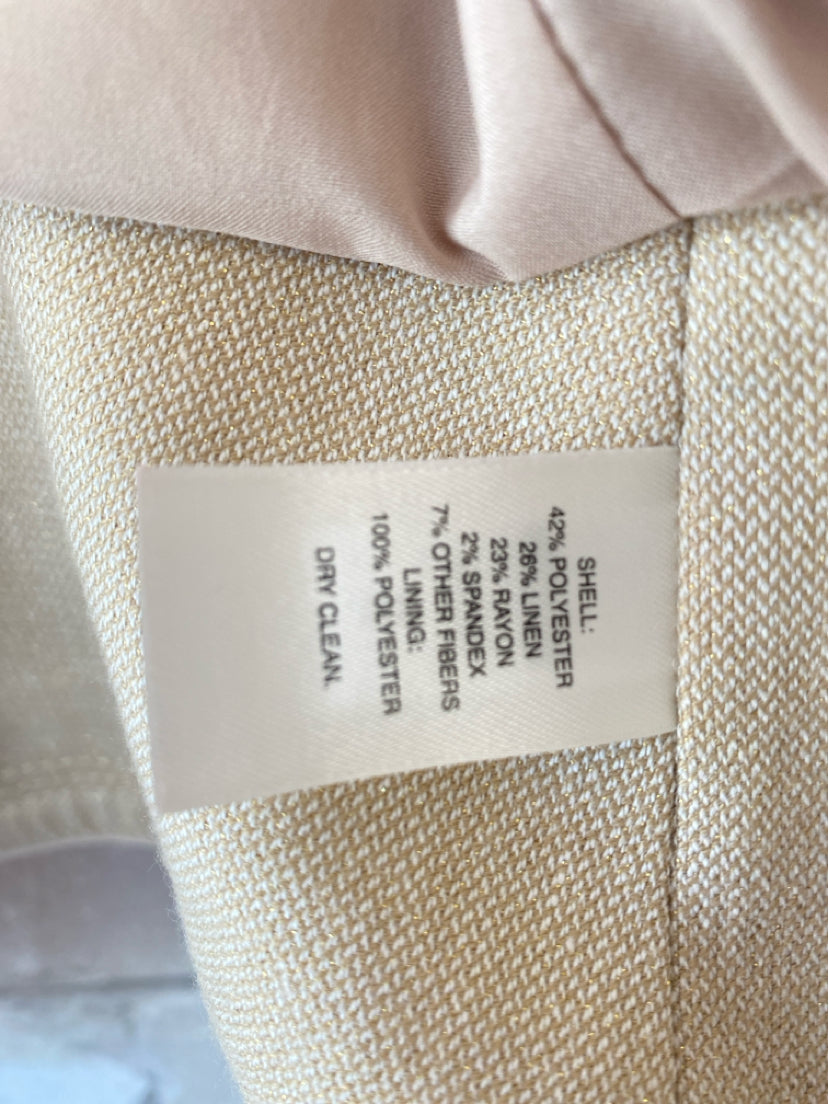 SHELL:
42% POLYESTER
26% LINEN
23% RAYON
2% SPANDEX
7% OTHER FIBERS
LINING:
100% POLYESTER
DRY CLEAN.